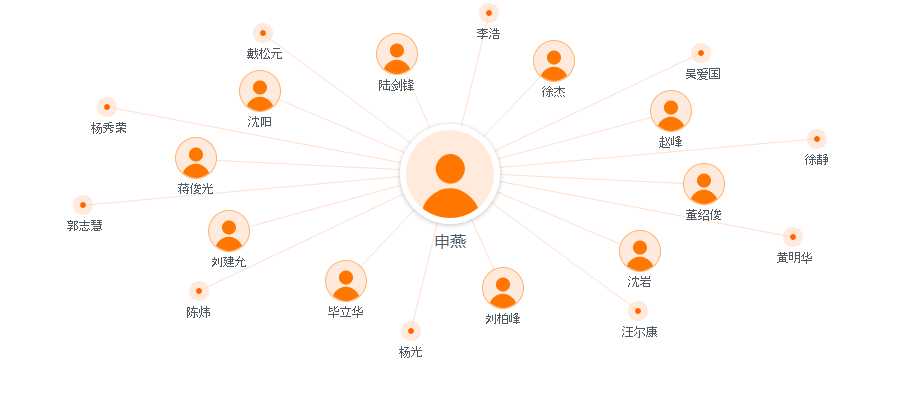 李浩
戴松元
吴爱国
陆剑锋
徐杰
沈阳
杨秀荣
赵峰
徐静
蒋俊光
董绍俊
郭志慧
申燕
黄明华
刘建允
沈岩
陈炜
毕立华
刘柏峰
汪尔康
杨光